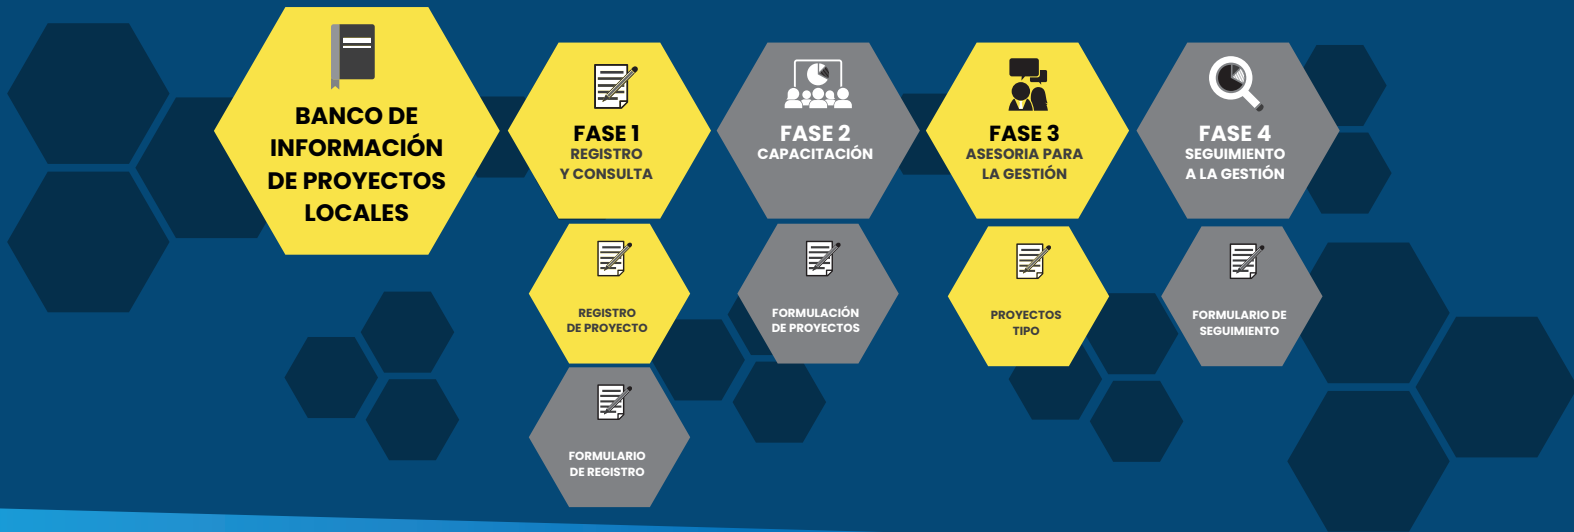 BANCO DE
INFORMACIÓN
DE PROYECTOS
LOCALES
FASE 1
REGISTRO
Y CONSULTA
REGISTRO
DE PROYECTO
FORMULARIO
DE REGISTRO
FASE 2
CAPACITACIÓN
FORMULACIÓN
DE PROYECTOS
FASE 3
ASESORIA PARA
LA GESTIÓN
PROYECTOS
TIPO
FASE 4
SEGUIMIENTO
A LA GESTIÓN
FORMULARIO DE
SEGUIMIENTO